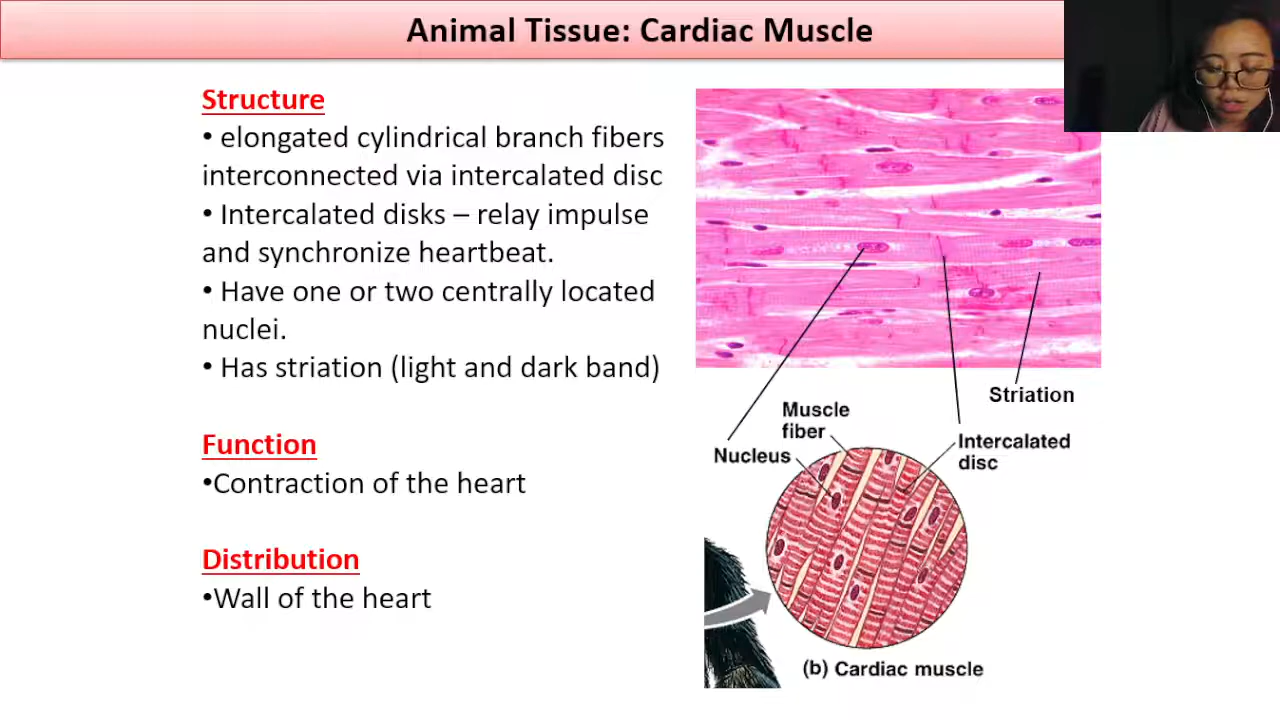 Animal Tissue: Cardiac Muscle
Structure
• elongated cylindrical branch fibers
interconnected via intercalated disc
• Intercalated disks – relay impulse
and synchronize heartbeat.
• Have one or two centrally located
nuclei.
• Has striation (light and dark band)
Function
•Contraction of the heart
Distribution
•Wall of the heart
Striation
Muscle
fiber
Nucleus
Intercalated
disc
(b) Cardiac muscle